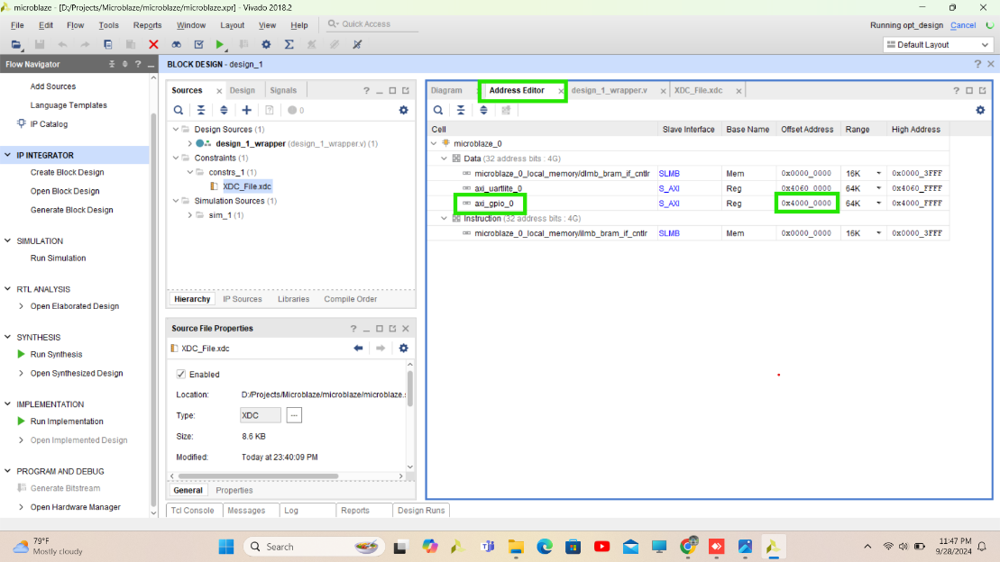 microblaze - [D:/Projects/Microblaze/microblaze/microblaze.xpr] - Vivado 2018.2
File Edit Flow Tools Reports Window Layout View Help Quick Access
Running opt_design Cancel
Default Layout
Flow Navigator
BLOCK DESIGN - design_1
Add Sources
Language Templates
IP Catalog
IP INTEGRATOR
Create Block Design
Open Block Design
Generate Block Design
SIMULATION
Run Simulation
RTL ANALYSIS
Open Elaborated Design
SYNTHESIS
Run Synthesis
Open Synthesized Design
IMPLEMENTATION
Run Implementation
Open Implemented Design
PROGRAM AND DEBUG
Generate Bitstream
Open Hardware Manager
Sources Design Signals
0
Design Sources (1)
design_1_wrapper (design_1_wrapper.v) (1)
Constraints (1)
constrs_1 (1)
XDC_File.xdc
Simulation Sources (1)
sim_1 (1)
Hierarchy IP Sources Libraries Compile Order
Source File Properties
XDC_File.xdc
Enabled
Location: D:/Projects/Microblaze/microblaze/microblaze.s
Type: XDC
Size: 8.6 KB
Modified: Today at 23:40:09 PM
General Properties
Diagram Address Editor design_1_wrapper.v XDC_File.xdc
Cell Slave Interface Base Name Offset Address Range High Address
microblaze_0
Data (32 address bits : 4G)
microblaze_0_local_memory/dlmb_bram_if_cntlr SLMB Mem 0x0000_0000 16K 0x0000_3FFF
axi_uartlite_0 S_AXI Reg 0x4060_0000 64K 0x4060_FFFF
axi_gpio_0 S_AXI Reg 0x4000_0000 64K 0x4000_FFFF
Instruction (32 address bits : 4G)
microblaze_0_local_memory/ilmb_bram_if_cntlr SLMB Mem 0x0000_0000 16K 0x0000_3FFF
Tcl Console Messages Log Reports Design Runs
79°F
Mostly cloudy
Search
11:47 PM
9/28/2024